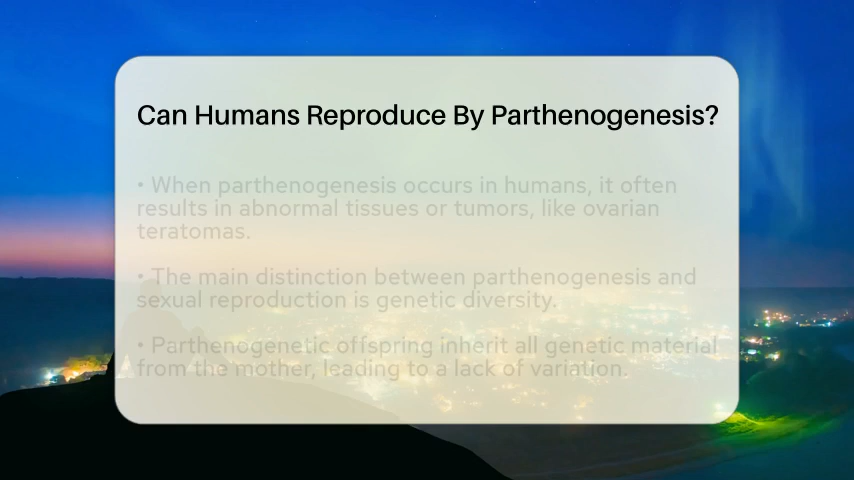 Can Humans Reproduce By Parthenogenesis?
• When parthenogenesis occurs in humans, it often
results in abnormal tissues or tumors, like ovarian
teratomas.
• The main distinction between parthenogenesis and
sexual reproduction is genetic diversity.
• Parthenogenetic offspring inherit all genetic material
from the mother, leading to a lack of variation.